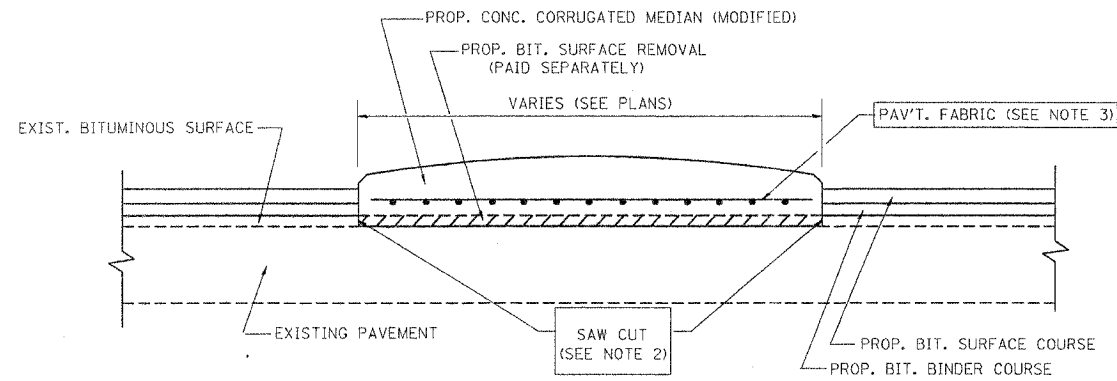 PROP. CONC. CORRUGATED MEDIAN (MODIFIED)
PROP. BIT. SURFACE REMOVAL
(PAID SEPARATELY)
VARIES (SEE PLANS)
PAV'T. FABRIC (SEE NOTE 3)
EXIST. BITUMINOUS SURFACE
EXISTING PAVEMENT
SAW CUT
(SEE NOTE 2)
PROP. BIT. SURFACE COURSE
PROP. BIT. BINDER COURSE